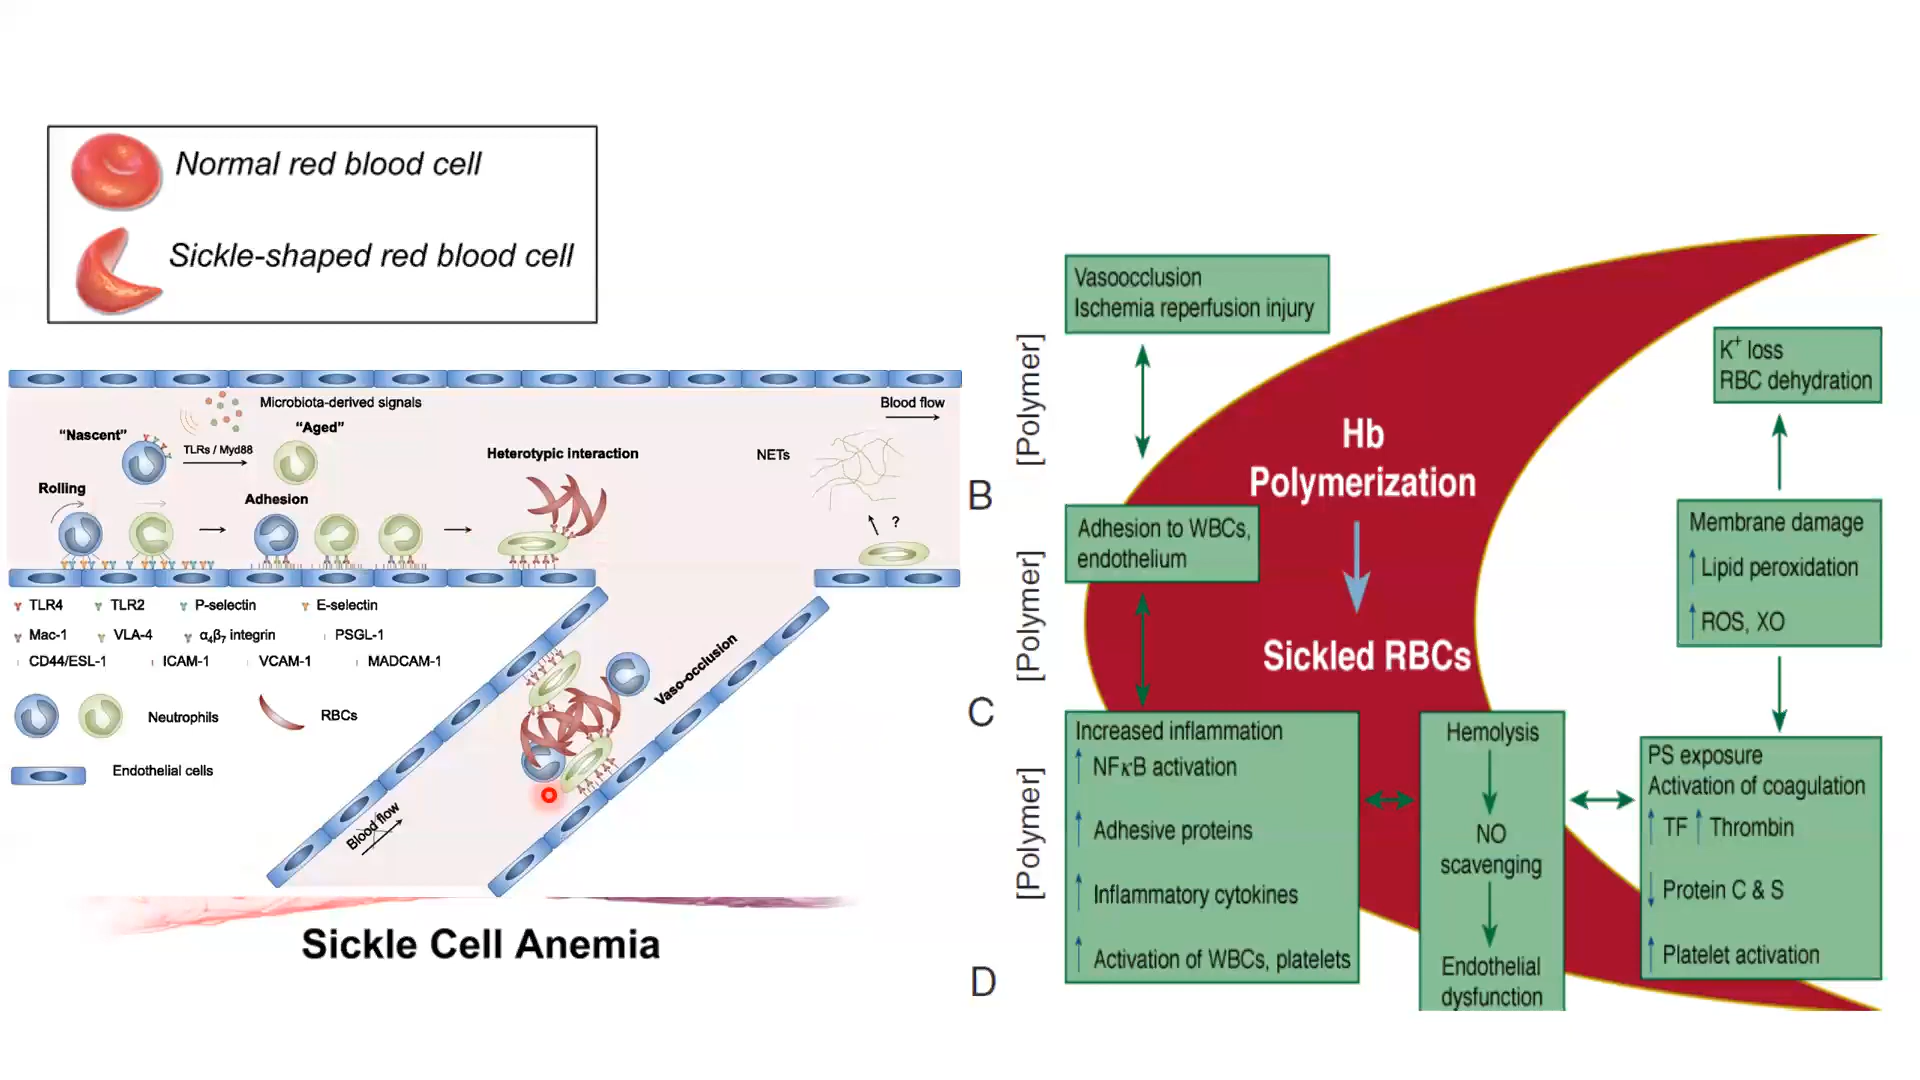 Normal red blood cell
Sickle-shaped red blood cell
Microbiota-derived signals
Blood flow
"Nascent"
"Aged"
TLRs / Myd88
Rolling
Adhesion
Heterotypic interaction
NETs
?
TLR4 TLR2 P-selectin E-selectin
Mac-1 VLA-4 α4β7 integrin PSGL-1
CD44/ESL-1 ICAM-1 VCAM-1 MADCAM-1
Neutrophils
RBCs
Endothelial cells
Vaso-occlusion
Blood flow
Sickle Cell Anemia
B
C
D
[Polymer]
[Polymer]
[Polymer]
Vasoocclusion
Ischemia reperfusion injury
Adhesion to WBCs,
endothelium
Increased inflammation
↑ NFκB activation
↑ Adhesive proteins
↑ Inflammatory cytokines
↑ Activation of WBCs, platelets
Hb
Polymerization
Sickled RBCs
Hemolysis
NO
scavenging
Endothelial
dysfunction
K+ loss
RBC dehydration
Membrane damage
↑ Lipid peroxidation
↑ ROS, XO
PS exposure
Activation of coagulation
↑ TF ↑ Thrombin
↓ Protein C & S
↑ Platelet activation